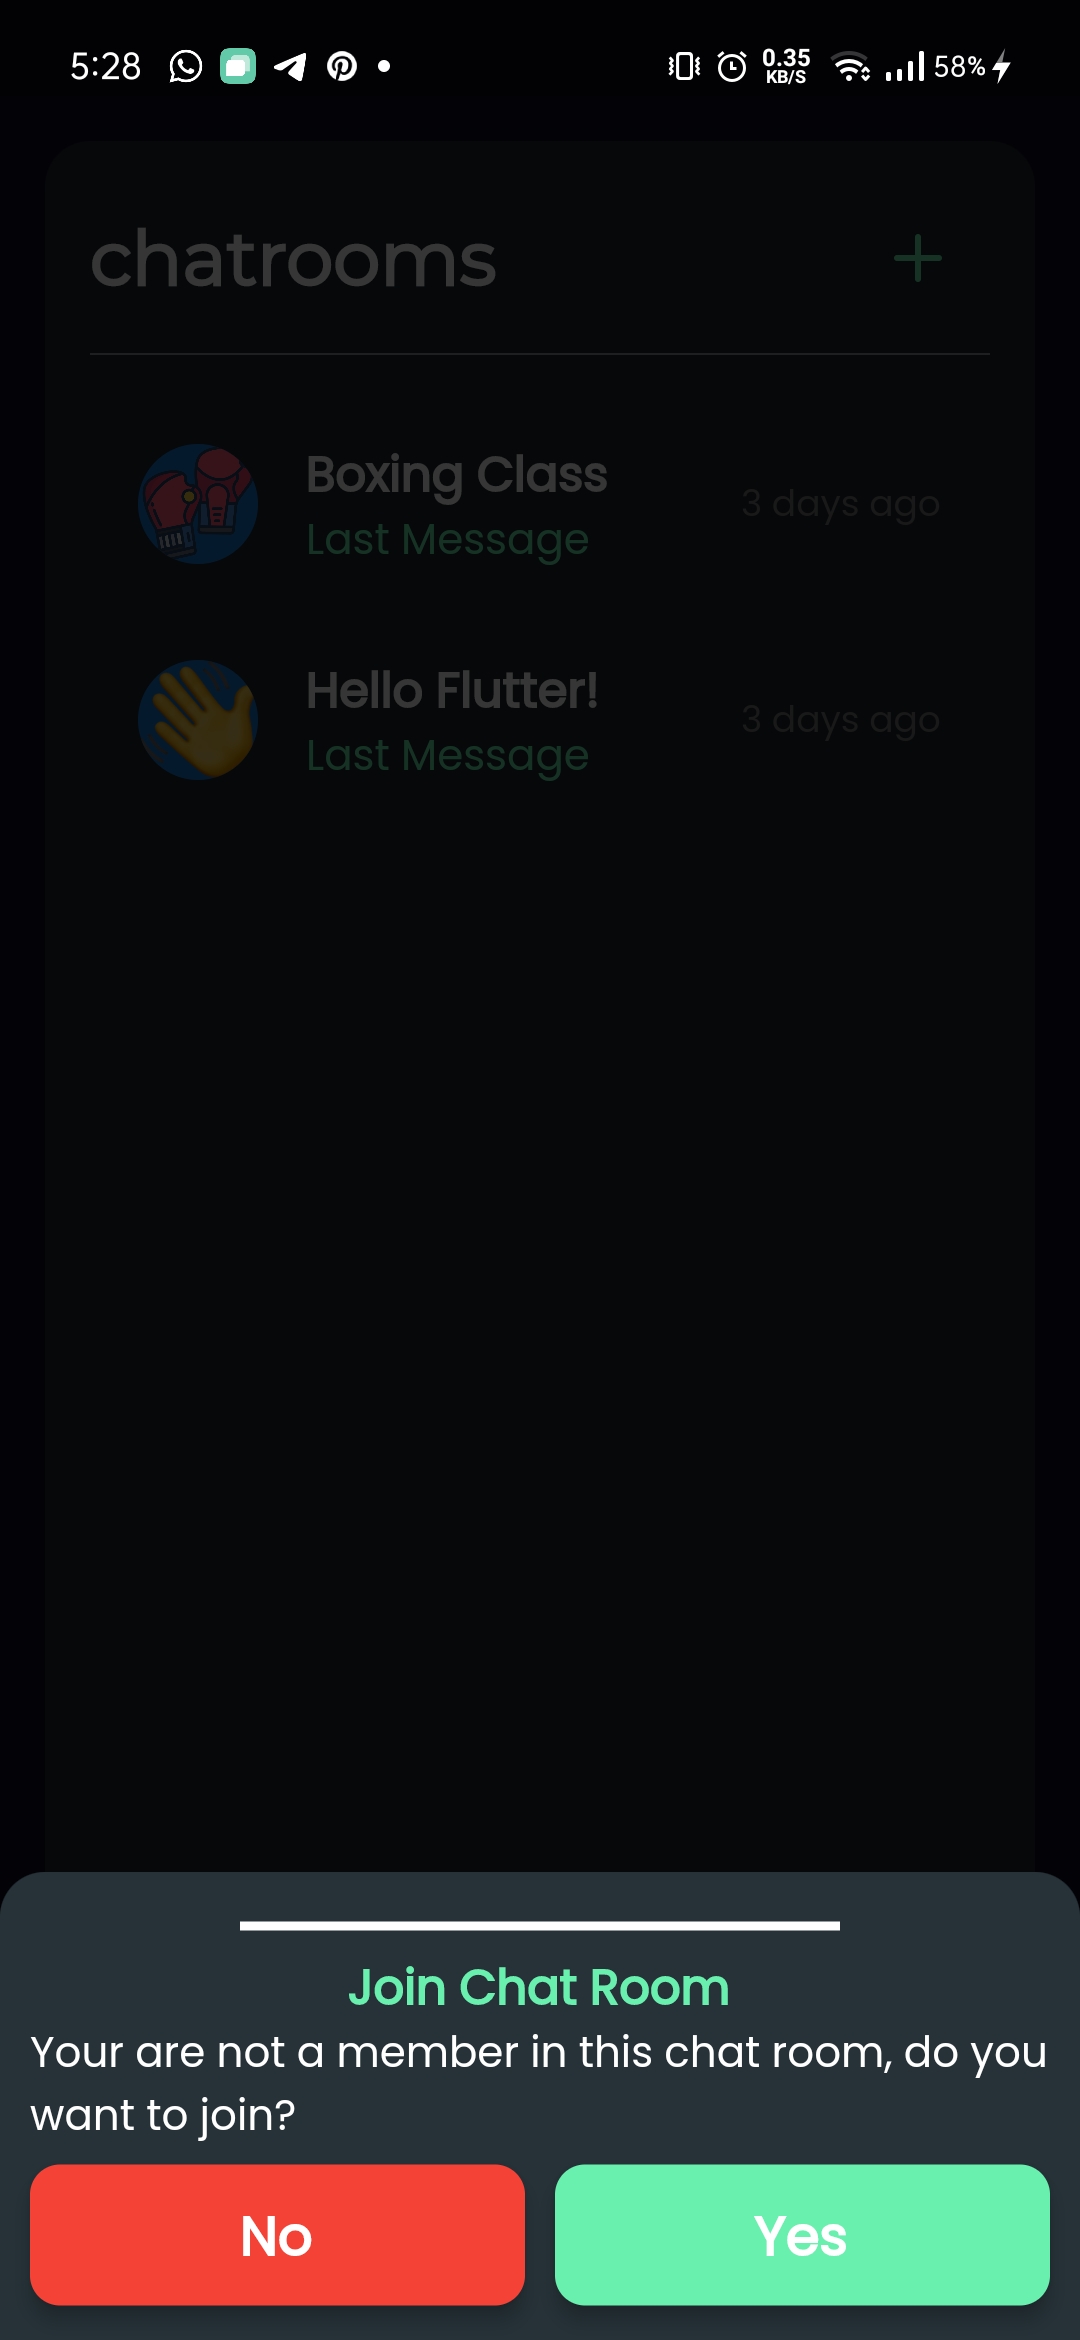 5:28
0.35
KB/S
58%
chatrooms
Boxing Class
3 days ago
Last Message
Hello Flutter!
3 days ago
Last Message
Join Chat Room
Your are not a member in this chat room, do you
want to join?
No
Yes